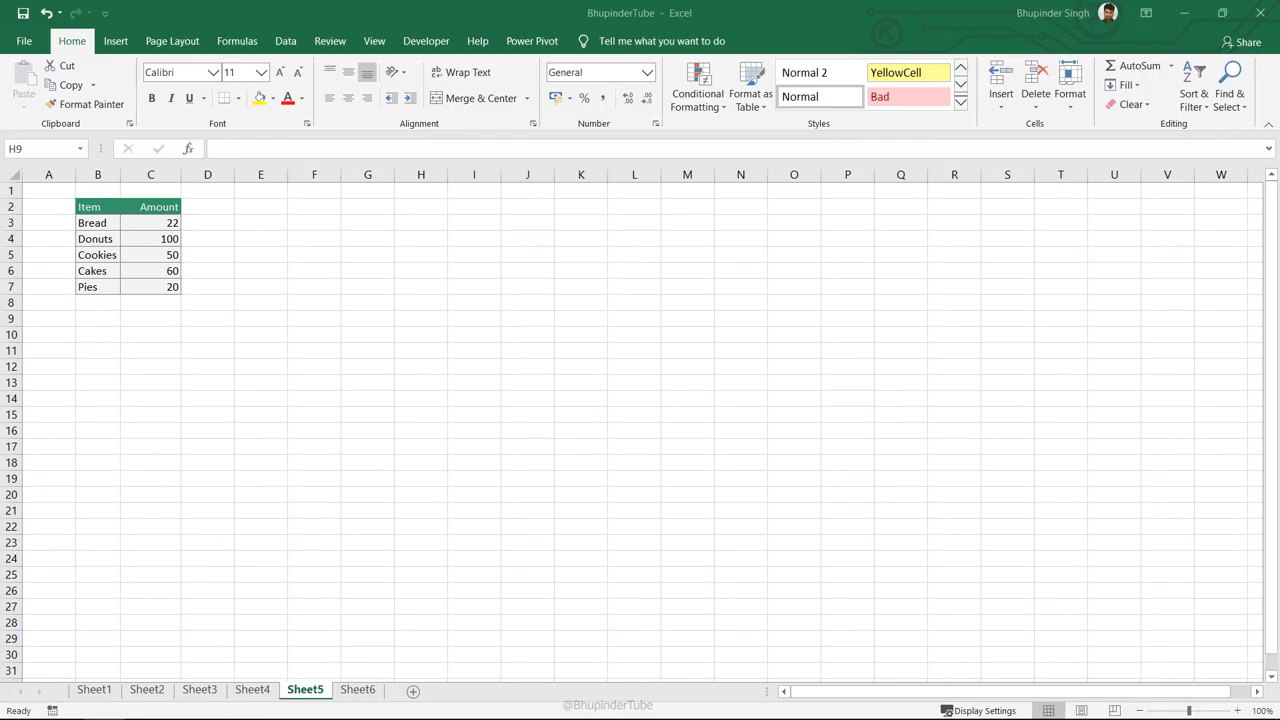 BhupinderTube - Excel
Bhupinder Singh
File Home Insert Page Layout Formulas Data Review View Developer Help Power Pivot Tell me what you want to do Share
Paste
Cut
Copy
Format Painter
Clipboard
Calibri 11
B I U
Font
Wrap Text
Merge & Center
Alignment
General
Number
Conditional Formatting
Format as Table
Normal 2 YellowCell
Normal Bad
Styles
Insert Delete Format
Cells
AutoSum
Fill
Clear
Sort & Filter
Find & Select
Editing
H9 fx
A B C D E F G H I J K L M N O P Q R S T U V W
1
2 Item Amount
3 Bread 22
4 Donuts 100
5 Cookies 50
6 Cakes 60
7 Pies 20
8
9
10
11
12
13
14
15
16
17
18
19
20
21
22
23
24
25
26
27
28
29
30
31
Sheet1 Sheet2 Sheet3 Sheet4 Sheet5 Sheet6
@BhupinderTube
Ready Display Settings 100%